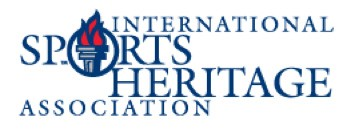 INTERNATIONAL
SPORTS
HERITAGE
ASSOCIATION